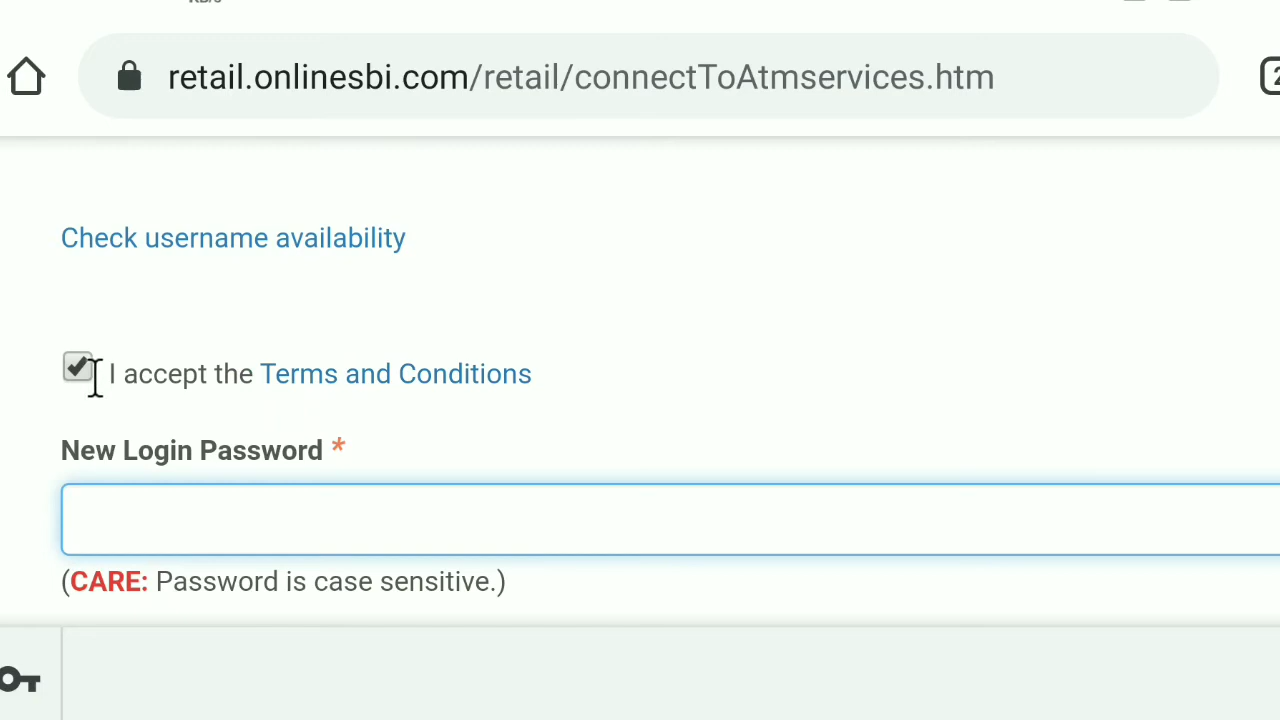 retail.onlinesbi.com/retail/connectToAtmservices.htm
Check username availability
I accept the Terms and Conditions
New Login Password *
(CARE: Password is case sensitive.)